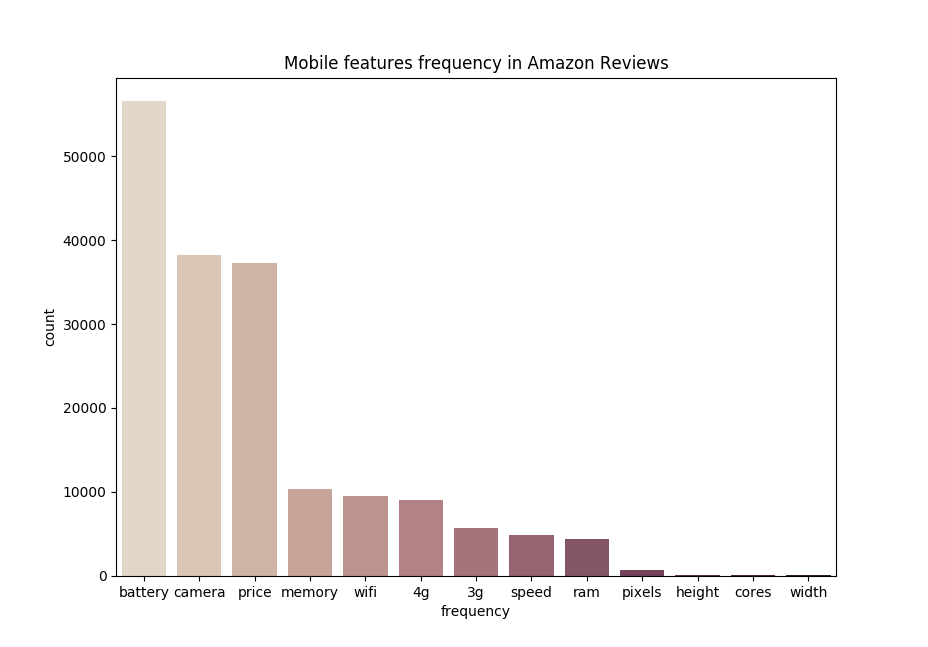 Mobile features frequency in Amazon Reviews
count
50000
40000
30000
20000
10000
0
battery camera price memory wifi 4g 3g speed ram pixels height cores width
frequency